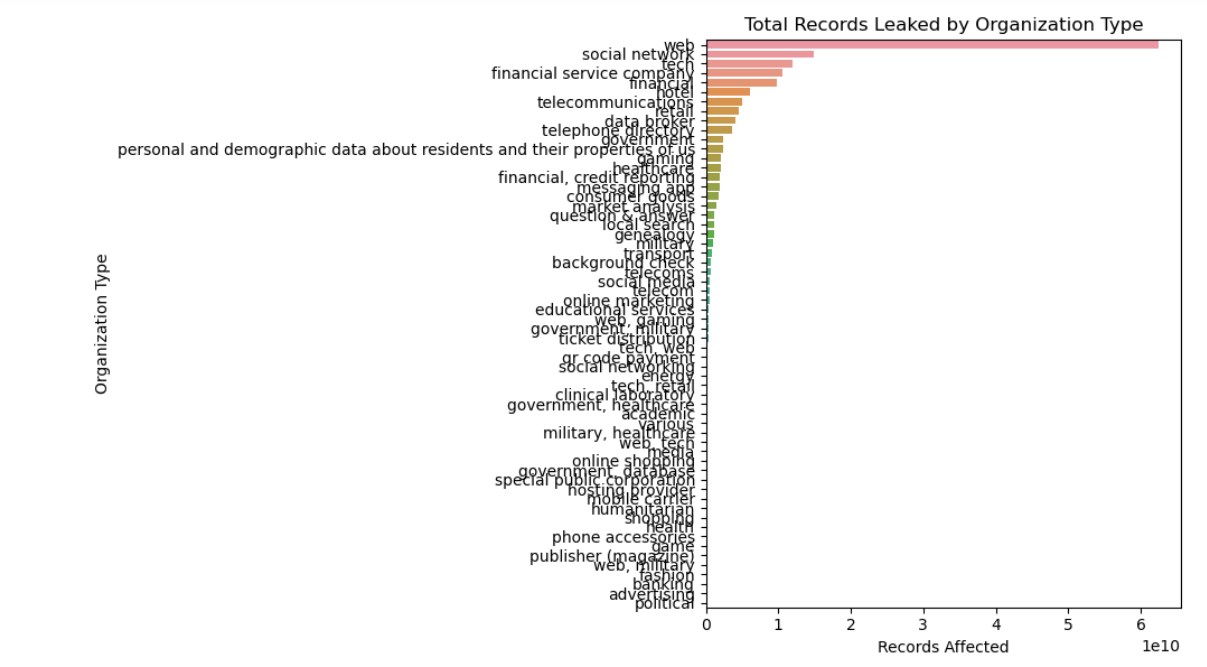 Total Records Leaked by Organization Type
web
social network
tech
financial service company
financial
hotel
telecommunications
retail
data broker
telephone directory
government
personal and demographic data about residents and their properties of us
gaming
healthcare
financial, credit reporting
messaging app
consumer goods
market analysis
question & answer
local search
genealogy
military
transport
background check
telecoms
social media
telecom
online marketing
educational services
web, gaming
government, military
ticket distribution
tech, web
qr code payment
social networking
energy
tech, retail
clinical laboratory
government, healthcare
academic
various
military, healthcare
web, tech
media
online shopping
government, database
special public corporation
hosting provider
mobile carrier
humanitarian
shopping
health
phone accessories
game
publisher (magazine)
web, military
fashion
banking
advertising
political
Organization Type
0 1 2 3 4 5 6
1e10
Records Affected